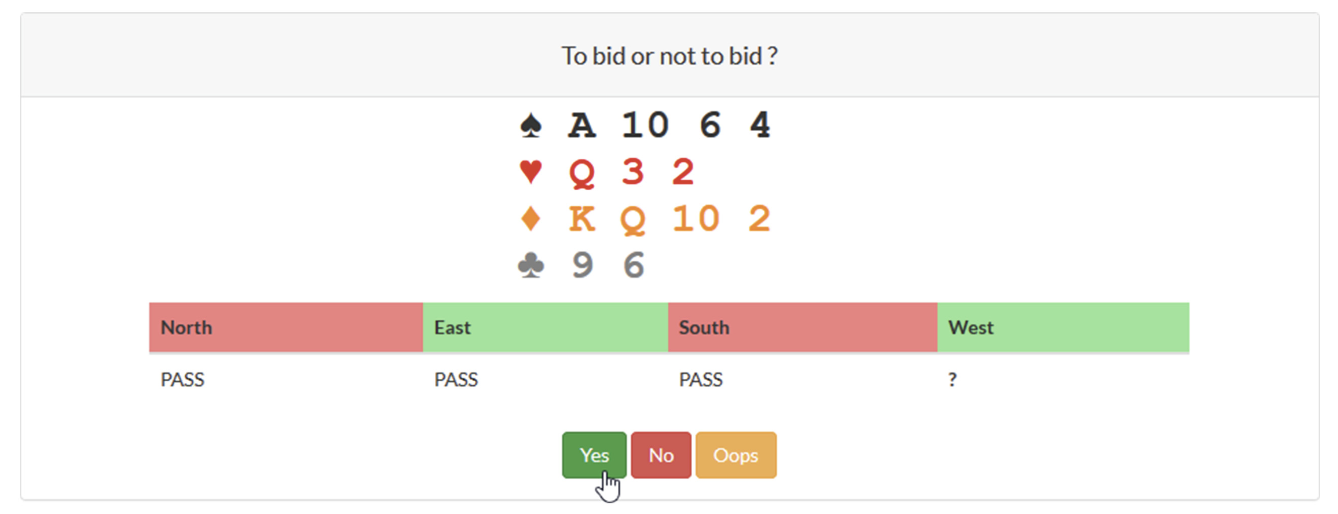 To bid or not to bid ?
♠ A 10 6 4
♥ Q 3 2
♦ K Q 10 2
♣ 9 6
North East South West
PASS PASS PASS ?
Yes No Oops